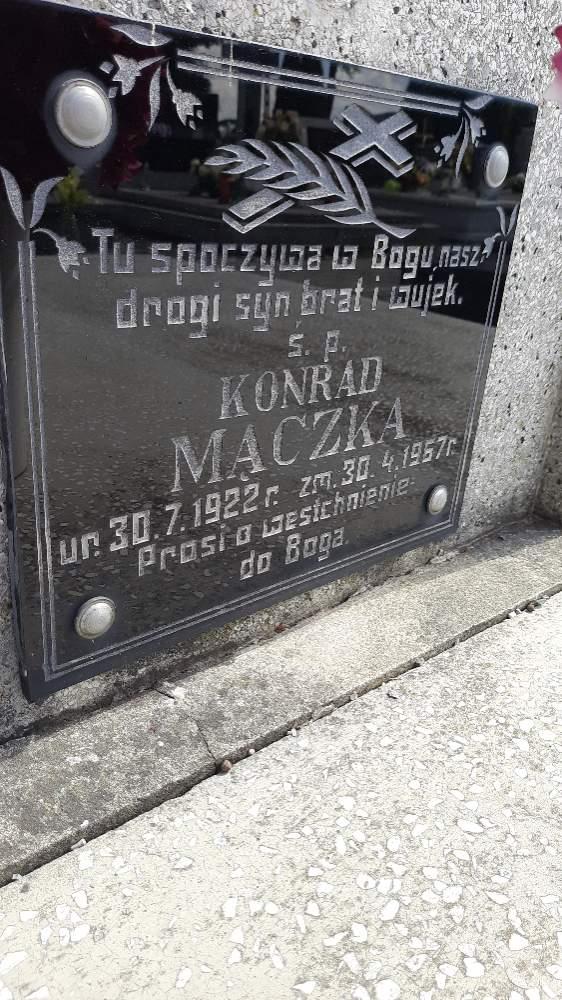 Tu spoczywa w Bogu, nasz
drogi syn, brat i wujek.
ś. p.
KONRAD
MĄCZKA
ur. 30. 7. 1922 r. zm. 30. 4. 1967 r.
Prosi o westchnienie
do Boga.